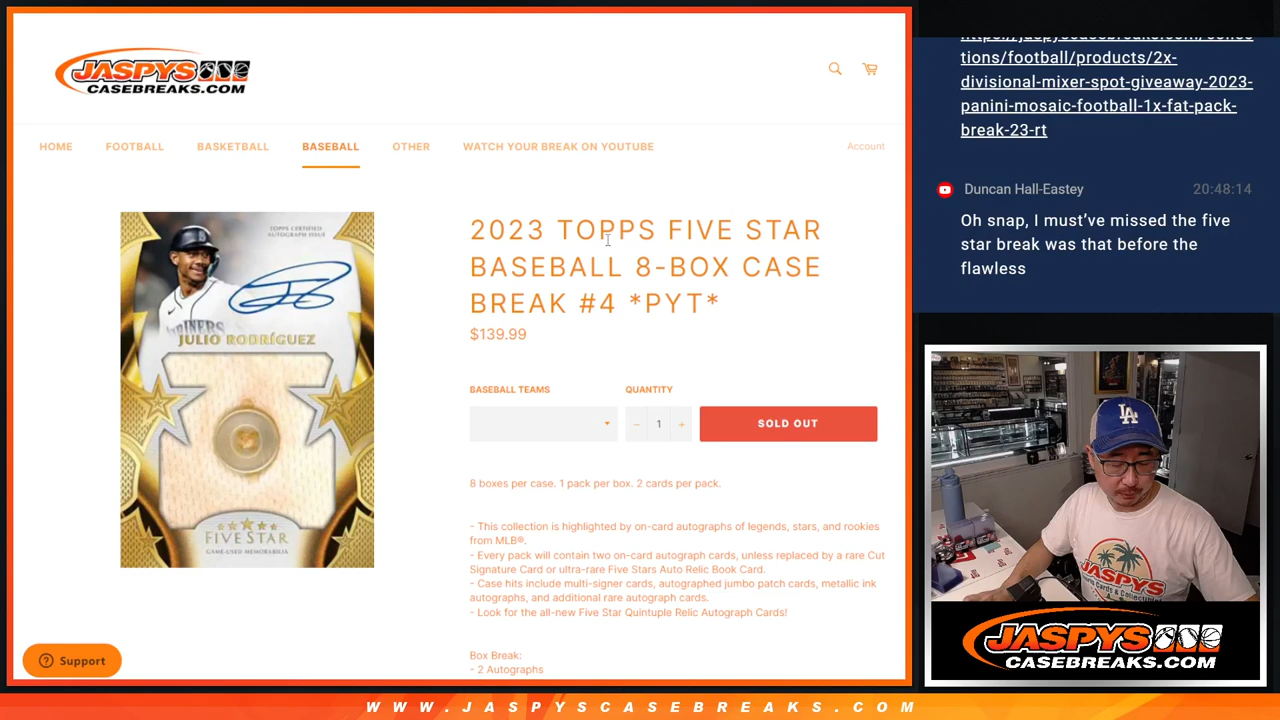 JASPYS
CASEBREAKS.COM
HOME
FOOTBALL
BASKETBALL
BASEBALL
OTHER
WATCH YOUR BREAK ON YOUTUBE
Account
TOPPS CERTIFIED
AUTOGRAPH ISSUE
JULIO RODRÍGUEZ
FIVE STAR
GAME-USED MEMORABILIA
2023 TOPPS FIVE STAR
BASEBALL 8-BOX CASE
BREAK #4 *PYT*
$139.99
BASEBALL TEAMS
QUANTITY
− 1 +
SOLD OUT
8 boxes per case. 1 pack per box. 2 cards per pack.
- This collection is highlighted by on-card autographs of legends, stars, and rookies
from MLB®.
- Every pack will contain two on-card autograph cards, unless replaced by a rare Cut
Signature Card or ultra-rare Five Stars Auto Relic Book Card.
- Case hits include multi-signer cards, autographed jumbo patch cards, metallic ink
autographs, and additional rare autograph cards.
- Look for the all-new Five Star Quintuple Relic Autograph Cards!
Box Break:
- 2 Autographs
Support
https://jaspyscasebreaks.com/collec
tions/football/products/2x-
divisional-mixer-spot-giveaway-2023-
panini-mosaic-football-1x-fat-pack-
break-23-rt
Duncan Hall-Eastey
20:48:14
Oh snap, I must’ve missed the five
star break was that before the
flawless
LA
JASPYS
JASPYS
CASEBREAKS.COM
WWW.JASPYSCASEBREAKS.COM